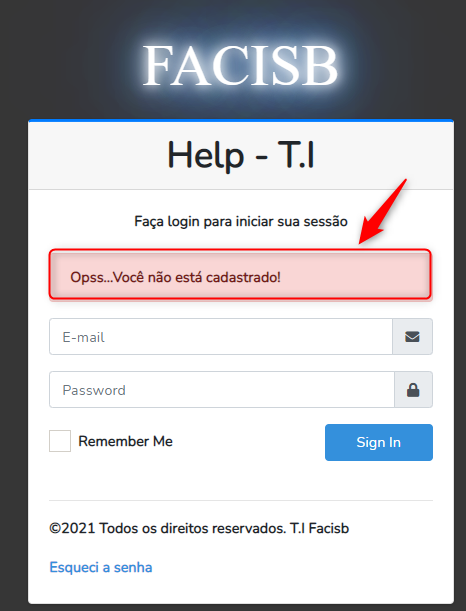 FACISB
Help - T.I
Faça login para iniciar sua sessão
Opss...Você não está cadastrado!
E-mail
Password
Remember Me
Sign In
©2021 Todos os direitos reservados. T.I Facisb
Esqueci a senha